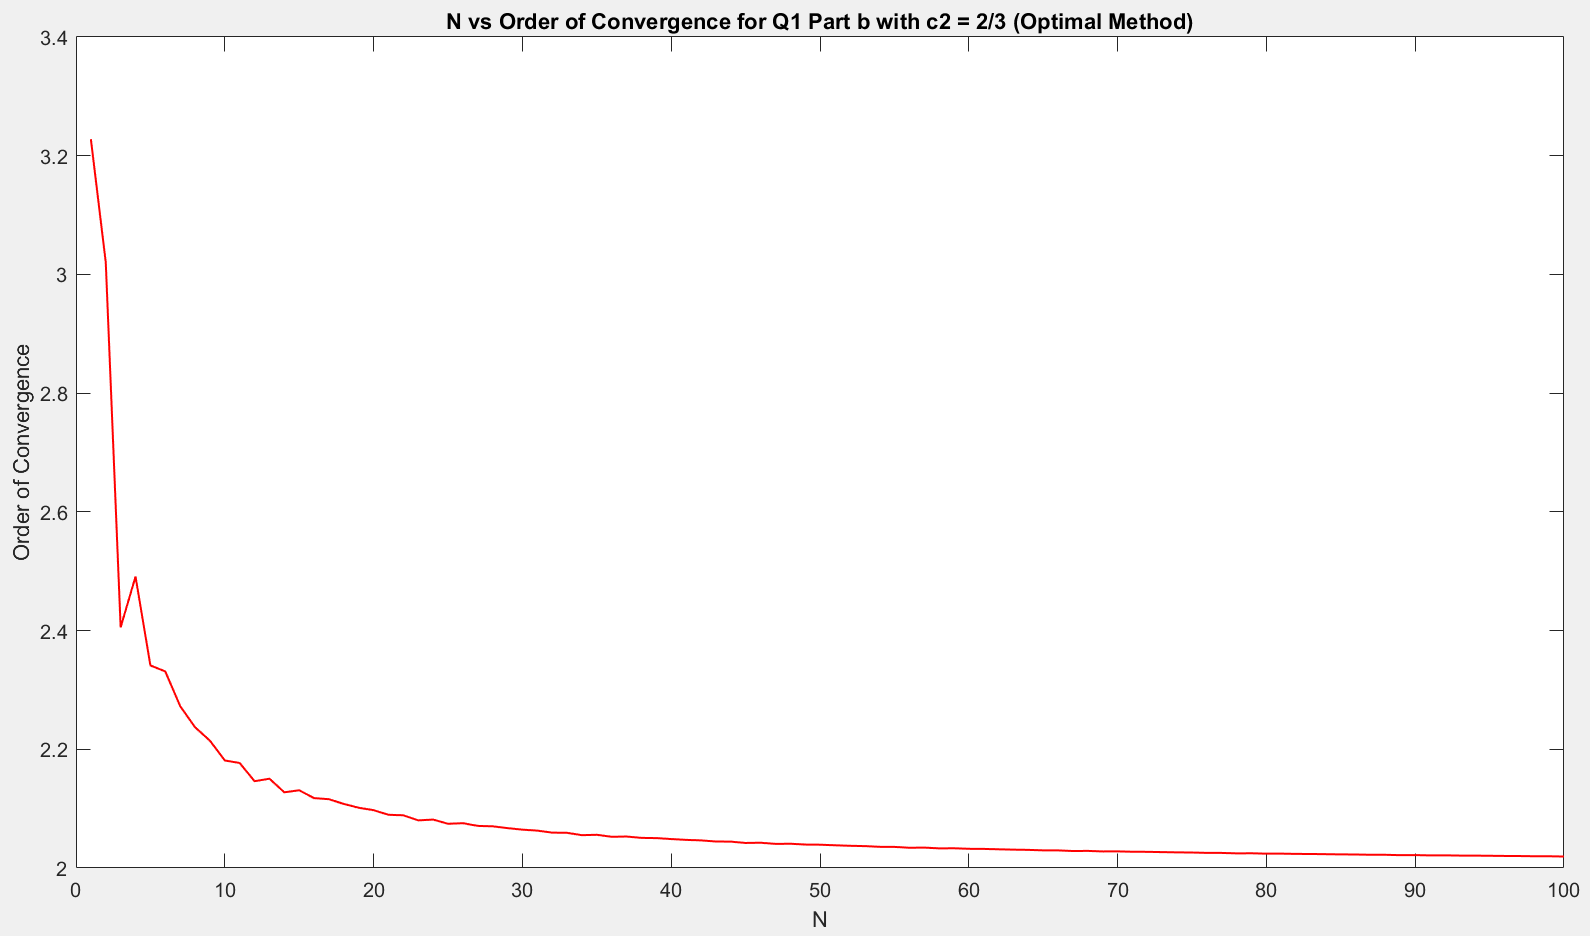 N vs Order of Convergence for Q1 Part b with c2 = 2/3 (Optimal Method)
3.4
3.2
3
2.8
2.6
2.4
2.2
2
Order of Convergence
0 10 20 30 40 50 60 70 80 90 100
N